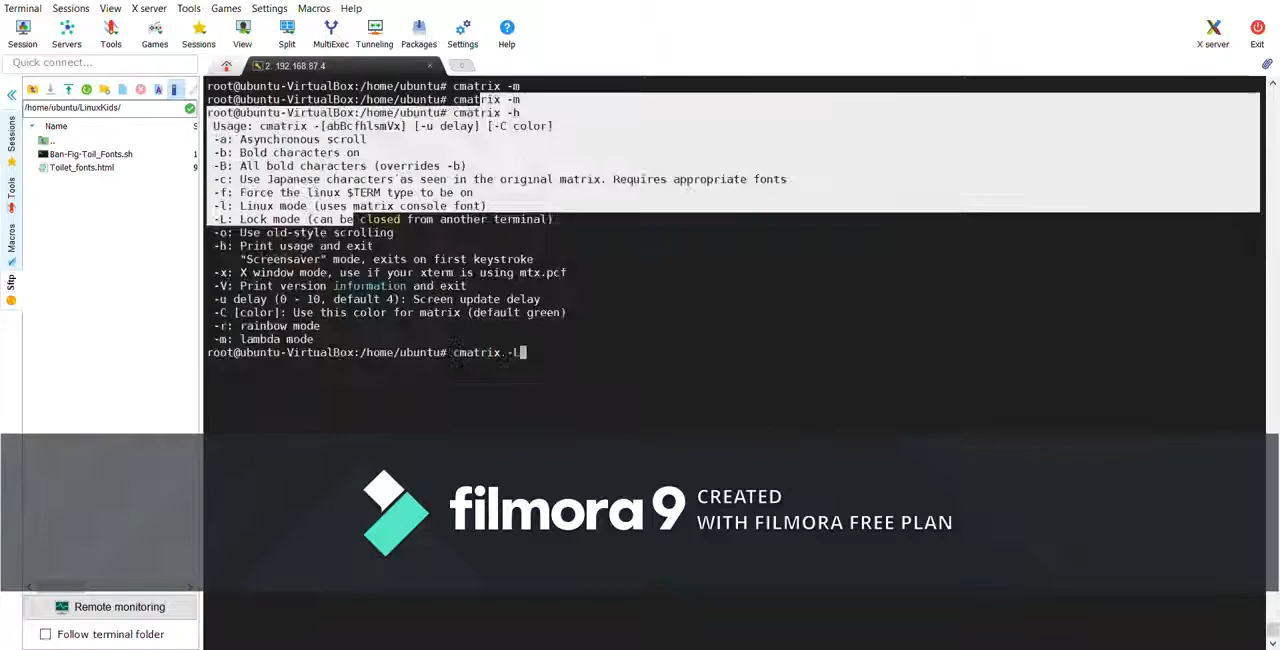 Terminal Sessions View X server Tools Games Settings Macros Help
Session Servers Tools Games Sessions View Split MultiExec Tunneling Packages Settings Help X server Exit
Quick connect...
2. 192.168.87.4
/home/ubuntu/LinuxKids/
Name S
..
Ban-Fig-Toil_Fonts.sh 1
Toilet_fonts.html 9
Sessions
Tools
Macros
Sftp
root@ubuntu-VirtualBox:/home/ubuntu# cmatrix -m
root@ubuntu-VirtualBox:/home/ubuntu# cmatrix -m
root@ubuntu-VirtualBox:/home/ubuntu# cmatrix -h
Usage: cmatrix -[abBcfhlsmVx] [-u delay] [-C color]
-a: Asynchronous scroll
-b: Bold characters on
-B: All bold characters (overrides -b)
-c: Use Japanese characters as seen in the original matrix. Requires appropriate fonts
-f: Force the linux $TERM type to be on
-l: Linux mode (uses matrix console font)
-L: Lock mode (can be closed from another terminal)
-o: Use old-style scrolling
-h: Print usage and exit
"Screensaver" mode, exits on first keystroke
-x: X window mode, use if your xterm is using mtx.pcf
-V: Print version information and exit
-u delay (0 - 10, default 4): Screen update delay
-C [color]: Use this color for matrix (default green)
-r: rainbow mode
-m: lambda mode
root@ubuntu-VirtualBox:/home/ubuntu# cmatrix -L
filmora 9 CREATED
WITH FILMORA FREE PLAN
Remote monitoring
Follow terminal folder